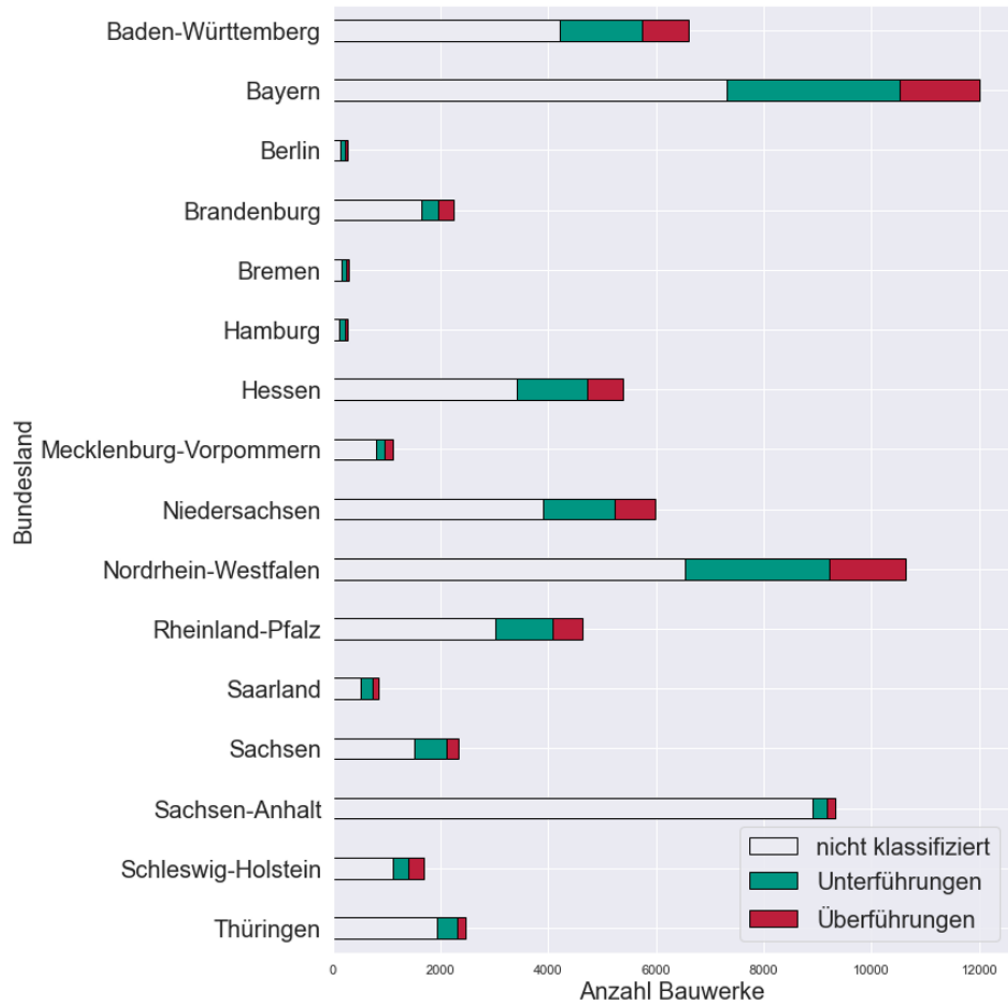 Baden-Württemberg
Bayern
Berlin
Brandenburg
Bremen
Hamburg
Hessen
Mecklenburg-Vorpommern
Niedersachsen
Nordrhein-Westfalen
Rheinland-Pfalz
Saarland
Sachsen
Sachsen-Anhalt
Schleswig-Holstein
Thüringen
Bundesland
nicht klassifiziert
Unterführungen
Überführungen
0 2000 4000 6000 8000 10000 12000
Anzahl Bauwerke